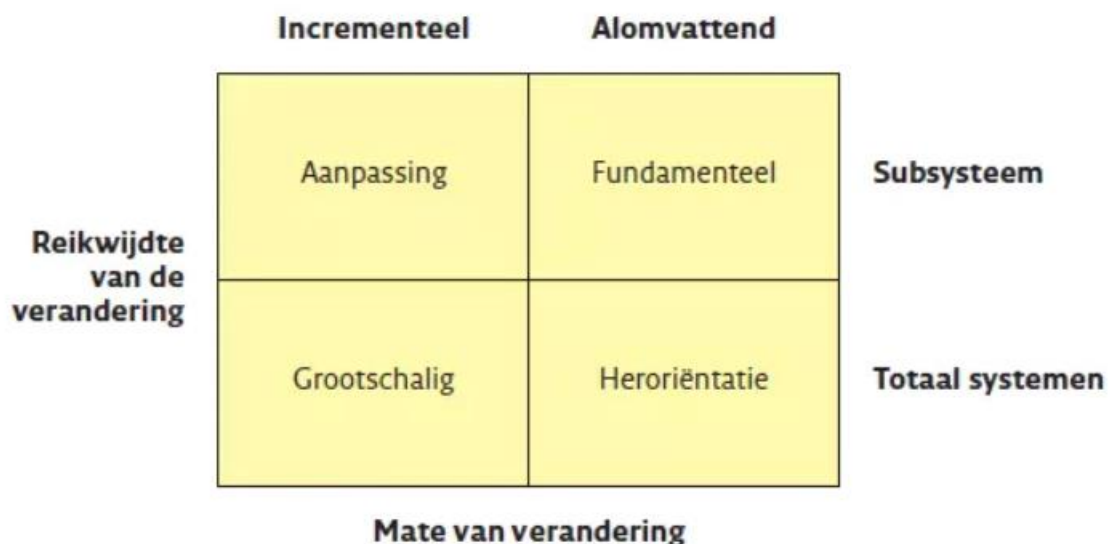 Incrementeel Alomvattend
Aanpassing Fundamenteel Subsysteem
Reikwijdte
van de
verandering
Grootschalig Heroriëntatie Totaal systemen
Mate van verandering